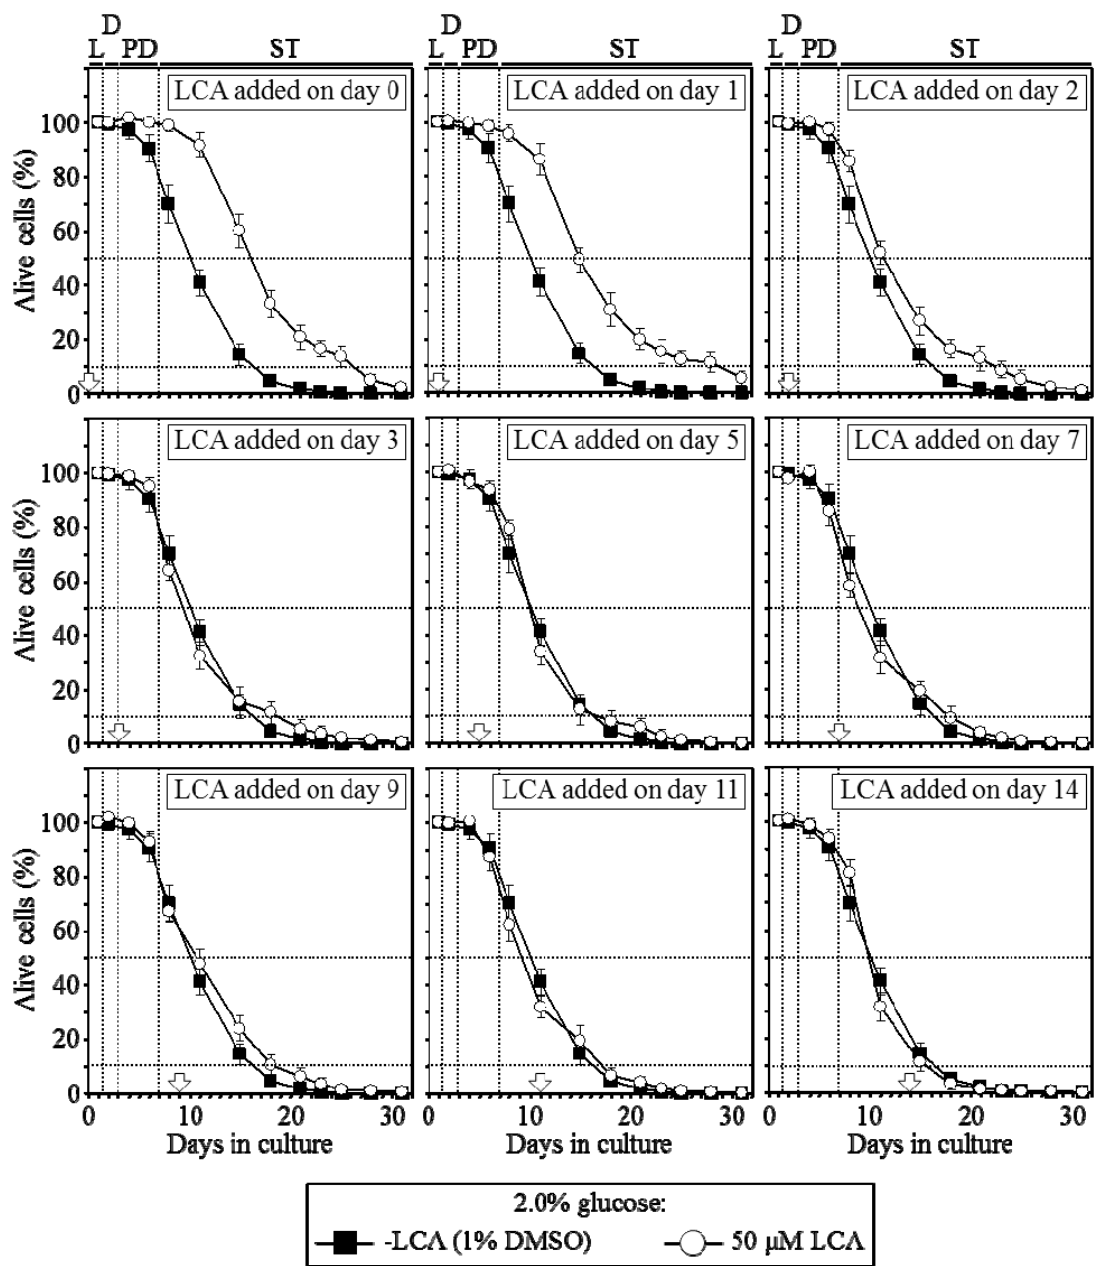 D D D
L PD ST L PD ST L PD ST
LCA added on day 0 LCA added on day 1 LCA added on day 2
Alive cells (%)
100
80
60
40
20
0
LCA added on day 3 LCA added on day 5 LCA added on day 7
Alive cells (%)
100
80
60
40
20
0
LCA added on day 9 LCA added on day 11 LCA added on day 14
Alive cells (%)
100
80
60
40
20
0
0 10 20 30 0 10 20 30 0 10 20 30
Days in culture Days in culture Days in culture
2.0% glucose:
-LCA (1% DMSO) 50 µM LCA